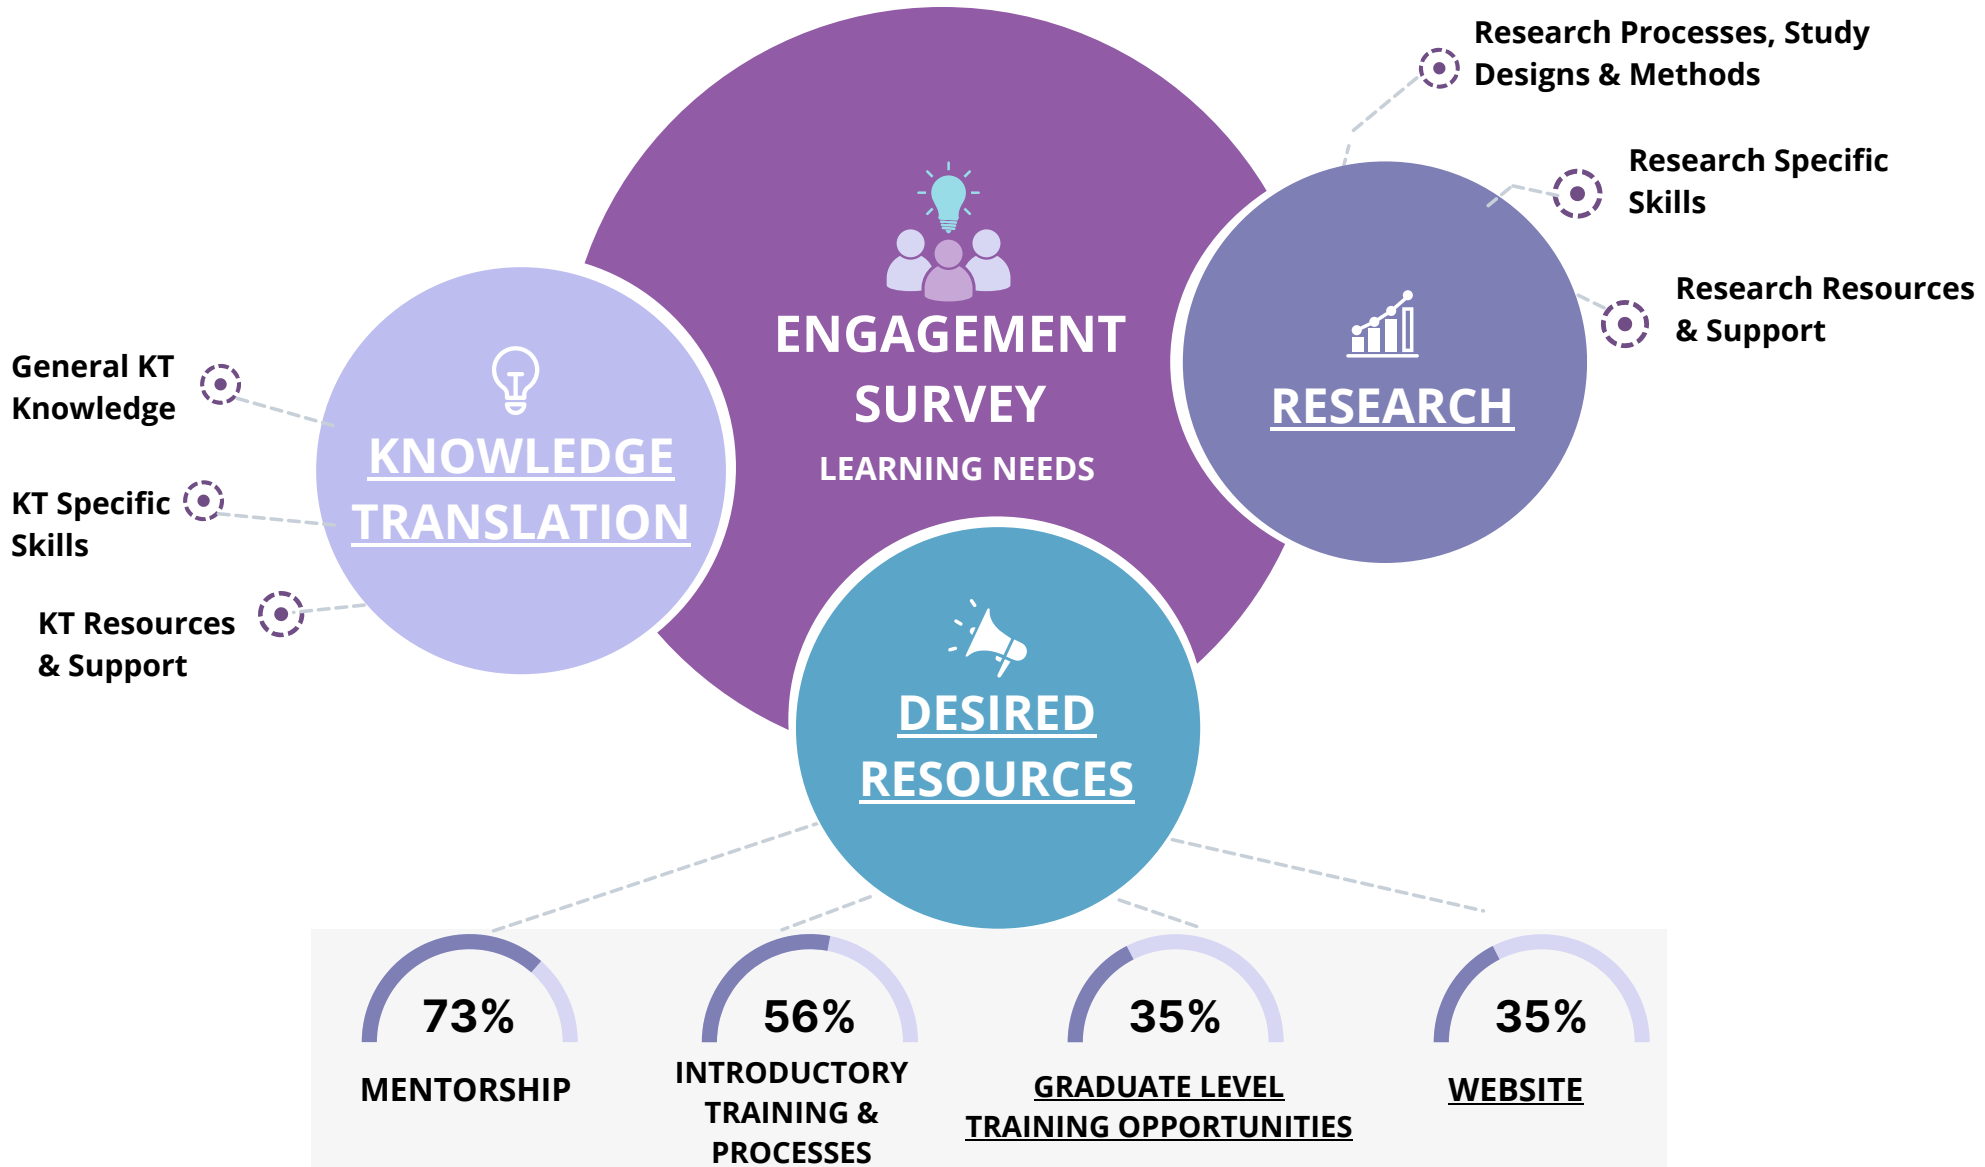 ENGAGEMENT
SURVEY
LEARNING NEEDS
KNOWLEDGE
TRANSLATION
General KT
Knowledge
KT Specific
Skills
KT Resources
& Support
RESEARCH
Research Processes, Study
Designs & Methods
Research Specific
Skills
Research Resources
& Support
DESIRED
RESOURCES
73%
MENTORSHIP
56%
INTRODUCTORY
TRAINING &
PROCESSES
35%
GRADUATE LEVEL
TRAINING OPPORTUNITIES
35%
WEBSITE